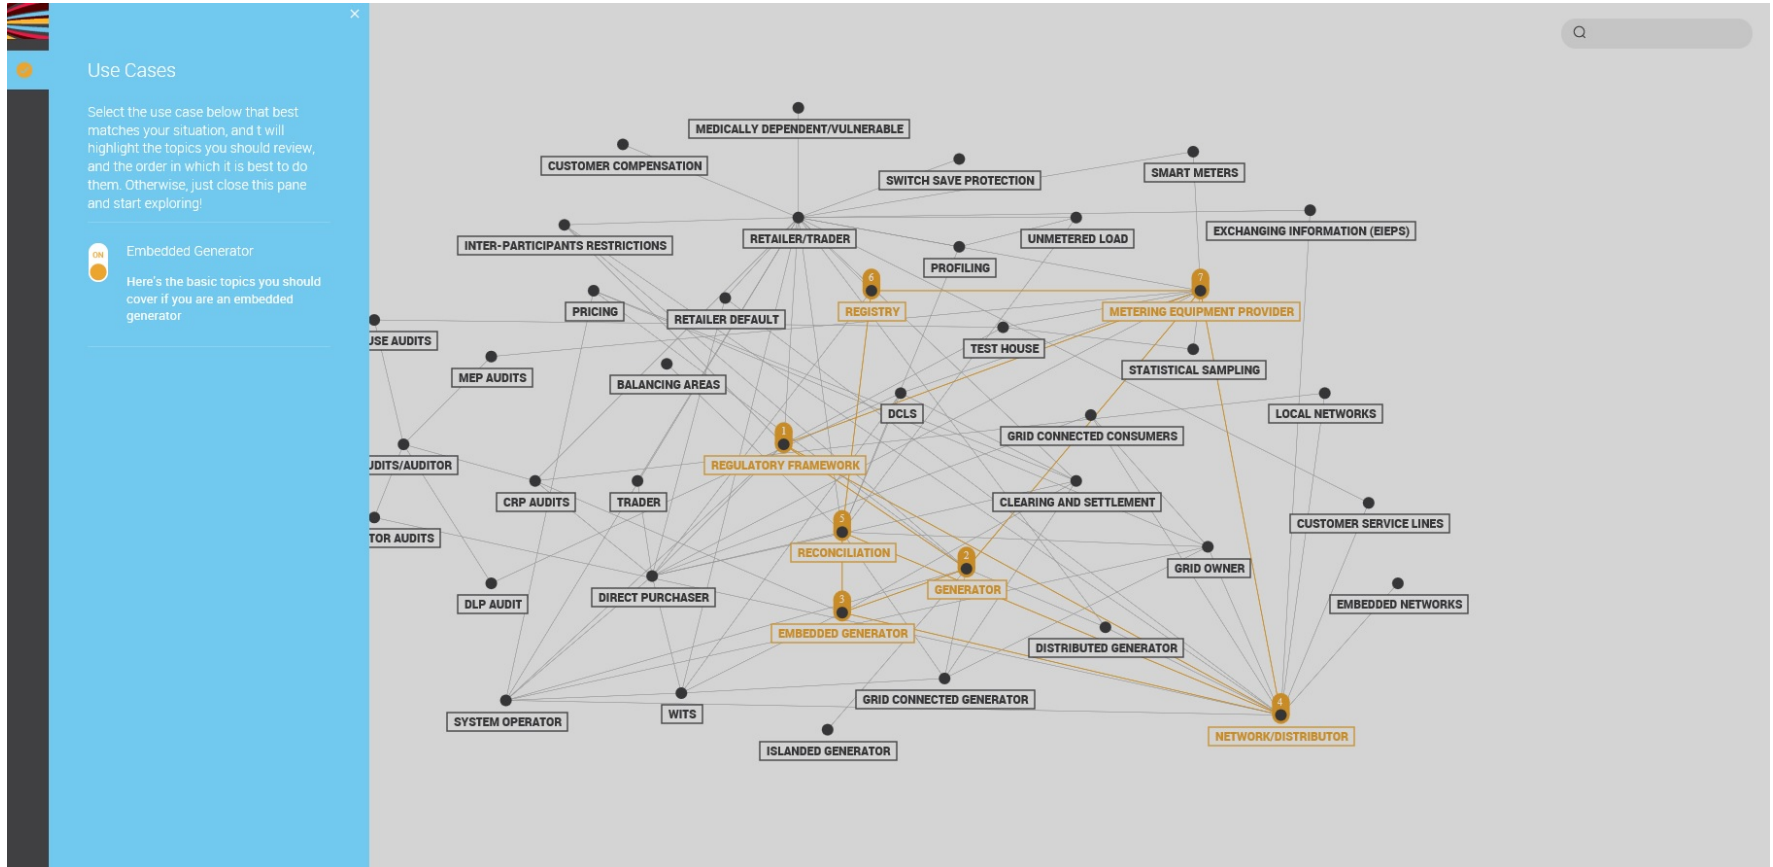 Use Cases
Select the use case below that best
matches your situation, and t will
highlight the topics you should review,
and the order in which it is best to do
them. Otherwise, just close this pane
and start exploring!
ON
Embedded Generator
Here's the basic topics you should
cover if you are an embedded
generator
MEDICALLY DEPENDENT/VULNERABLE
CUSTOMER COMPENSATION
SWITCH SAVE PROTECTION
SMART METERS
INTER-PARTICIPANTS RESTRICTIONS
RETAILER/TRADER
UNMETERED LOAD
EXCHANGING INFORMATION (EIEPS)
PROFILING
6
7
PRICING
RETAILER DEFAULT
REGISTRY
METERING EQUIPMENT PROVIDER
USE AUDITS
TEST HOUSE
MEP AUDITS
BALANCING AREAS
STATISTICAL SAMPLING
DCLS
LOCAL NETWORKS
1
GRID CONNECTED CONSUMERS
UDITS/AUDITOR
REGULATORY FRAMEWORK
CRP AUDITS
TRADER
CLEARING AND SETTLEMENT
5
CUSTOMER SERVICE LINES
TOR AUDITS
RECONCILIATION
2
GRID OWNER
DLP AUDIT
DIRECT PURCHASER
GENERATOR
3
EMBEDDED NETWORKS
EMBEDDED GENERATOR
DISTRIBUTED GENERATOR
GRID CONNECTED GENERATOR
4
SYSTEM OPERATOR
WITS
NETWORK/DISTRIBUTOR
ISLANDED GENERATOR